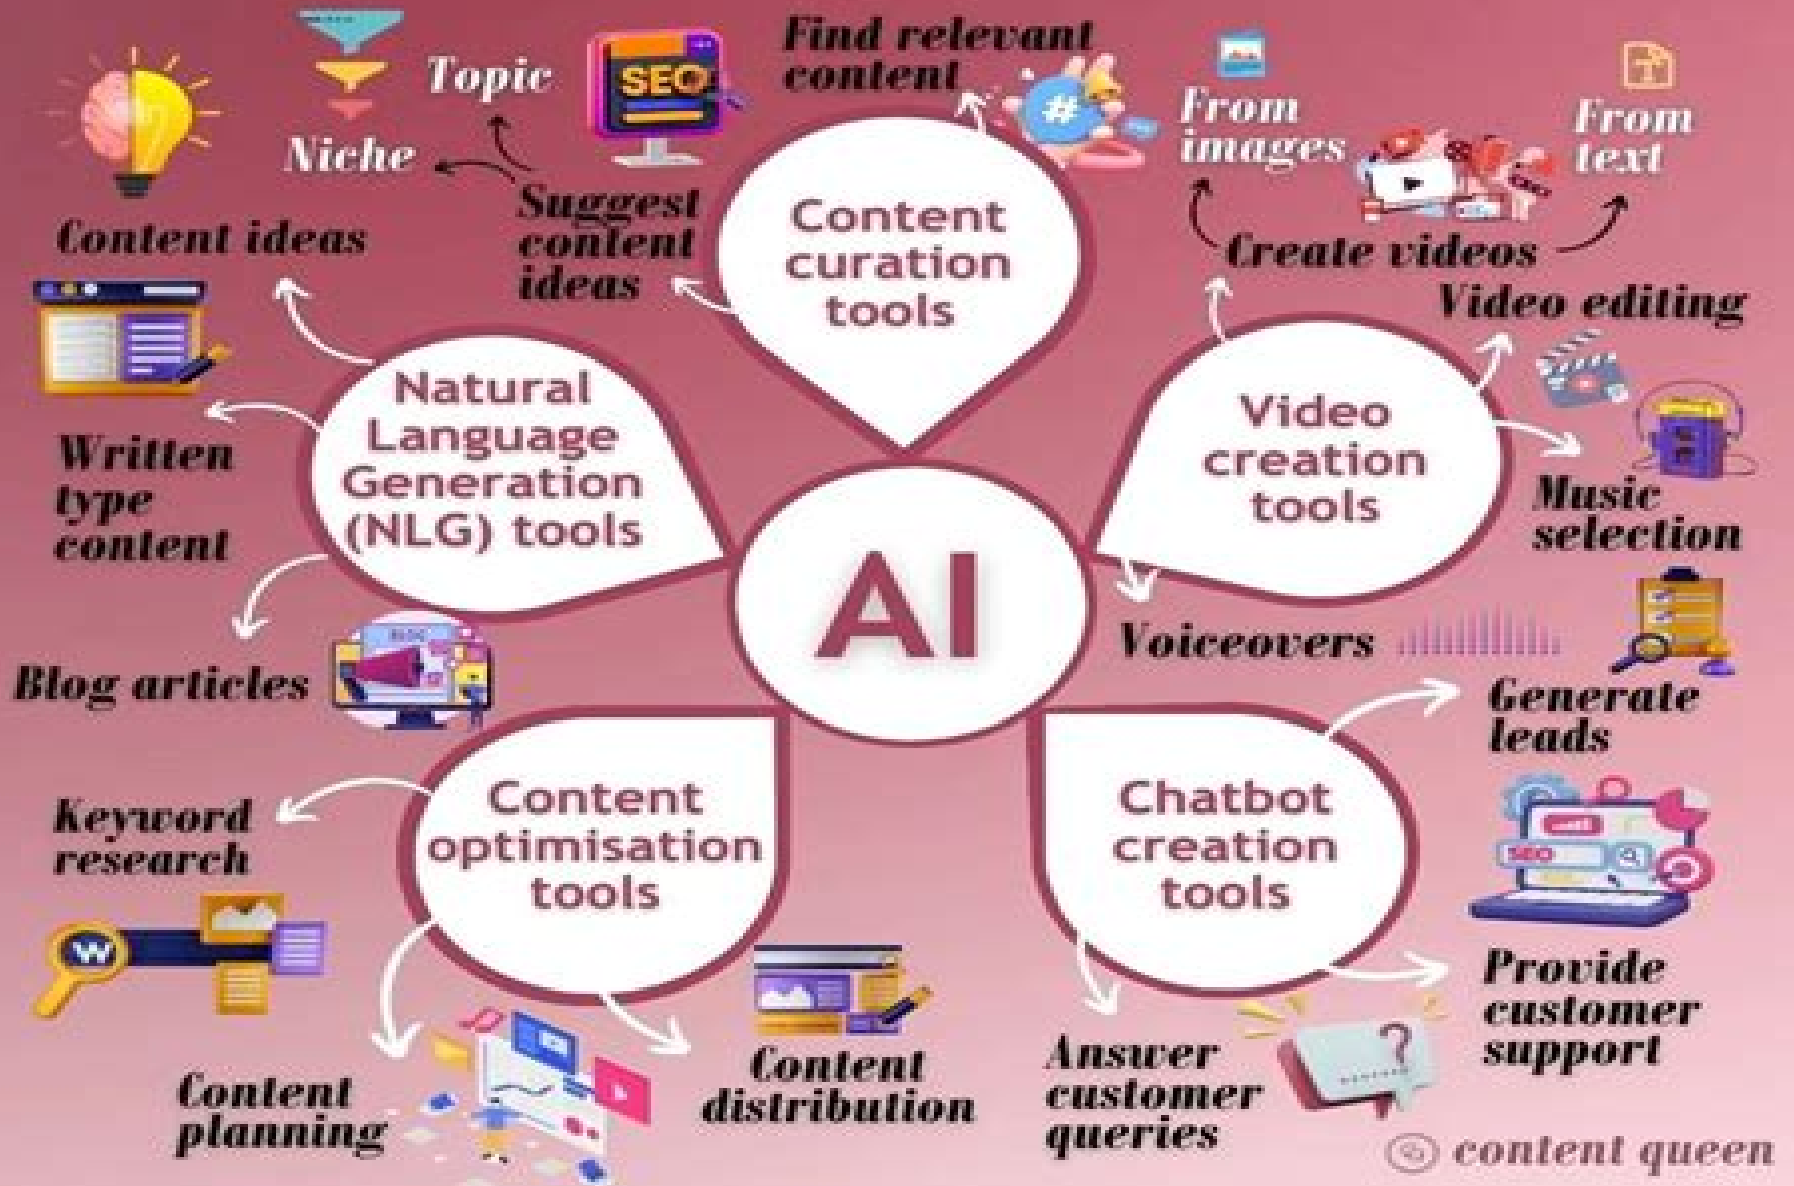 Find relevant
content
Topic
SEO
Niche
#
From
images
From
text
Suggest
content
ideas
Content
curation
tools
Content ideas
Create videos
Video editing
Natural
Language
Generation
(NLG) tools
Video
creation
tools
Written
type
content
Music
selection
AI
Voiceovers
Blog articles
BLOG
Generate
leads
Keyword
research
Content
optimisation
tools
Chatbot
creation
tools
SEO
W
Provide
customer
support
?
Content
planning
Content
distribution
Answer
customer
queries
content queen